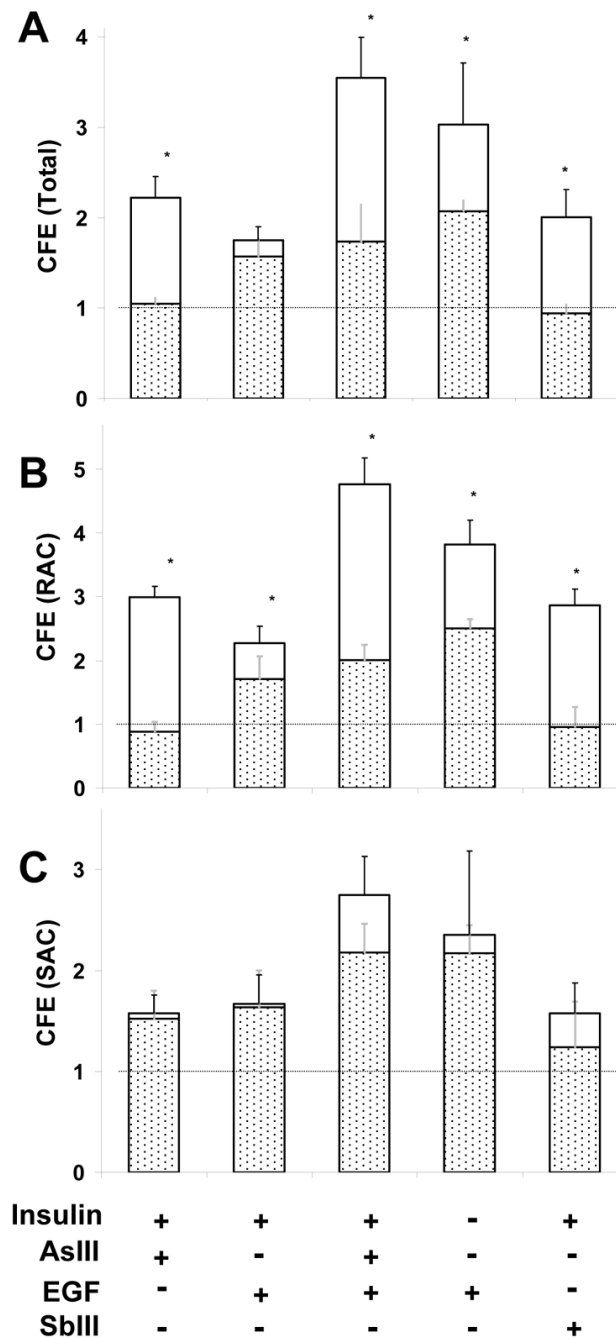 A
CFE (Total)
4
3
2
1
0
* * * *
B
CFE (RAC)
5
4
3
2
1
0
* * * * *
C
CFE (SAC)
3
2
1
0
Insulin + + + - +
AsIII + - + - -
EGF - + + + -
SbIII - - - - +